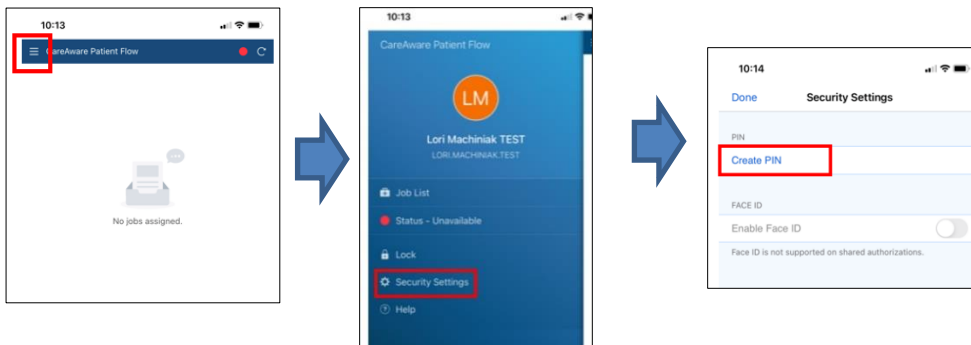 10:13
CareAware Patient Flow
No jobs assigned.
10:13
CareAware Patient Flow
LM
Lori Machiniak TEST
LORI.MACHINIAK.TEST
Job List
Status - Unavailable
Lock
Security Settings
Help
10:14
Done Security Settings
PIN
Create PIN
FACE ID
Enable Face ID
Face ID is not supported on shared authorizations.